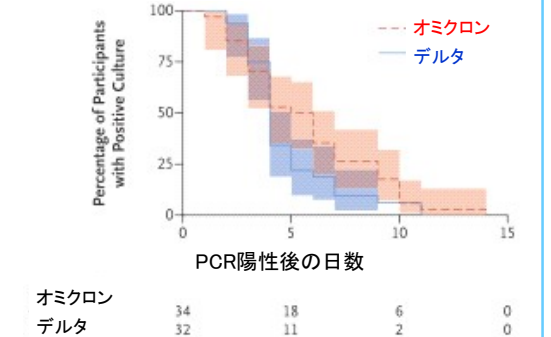 オミクロン
デルタ
Percentage of Participants
with Positive Culture
100
75
50
25
0
0 5 10 15
PCR陽性後の日数
オミクロン 34 18 6 0
デルタ 32 11 2 0